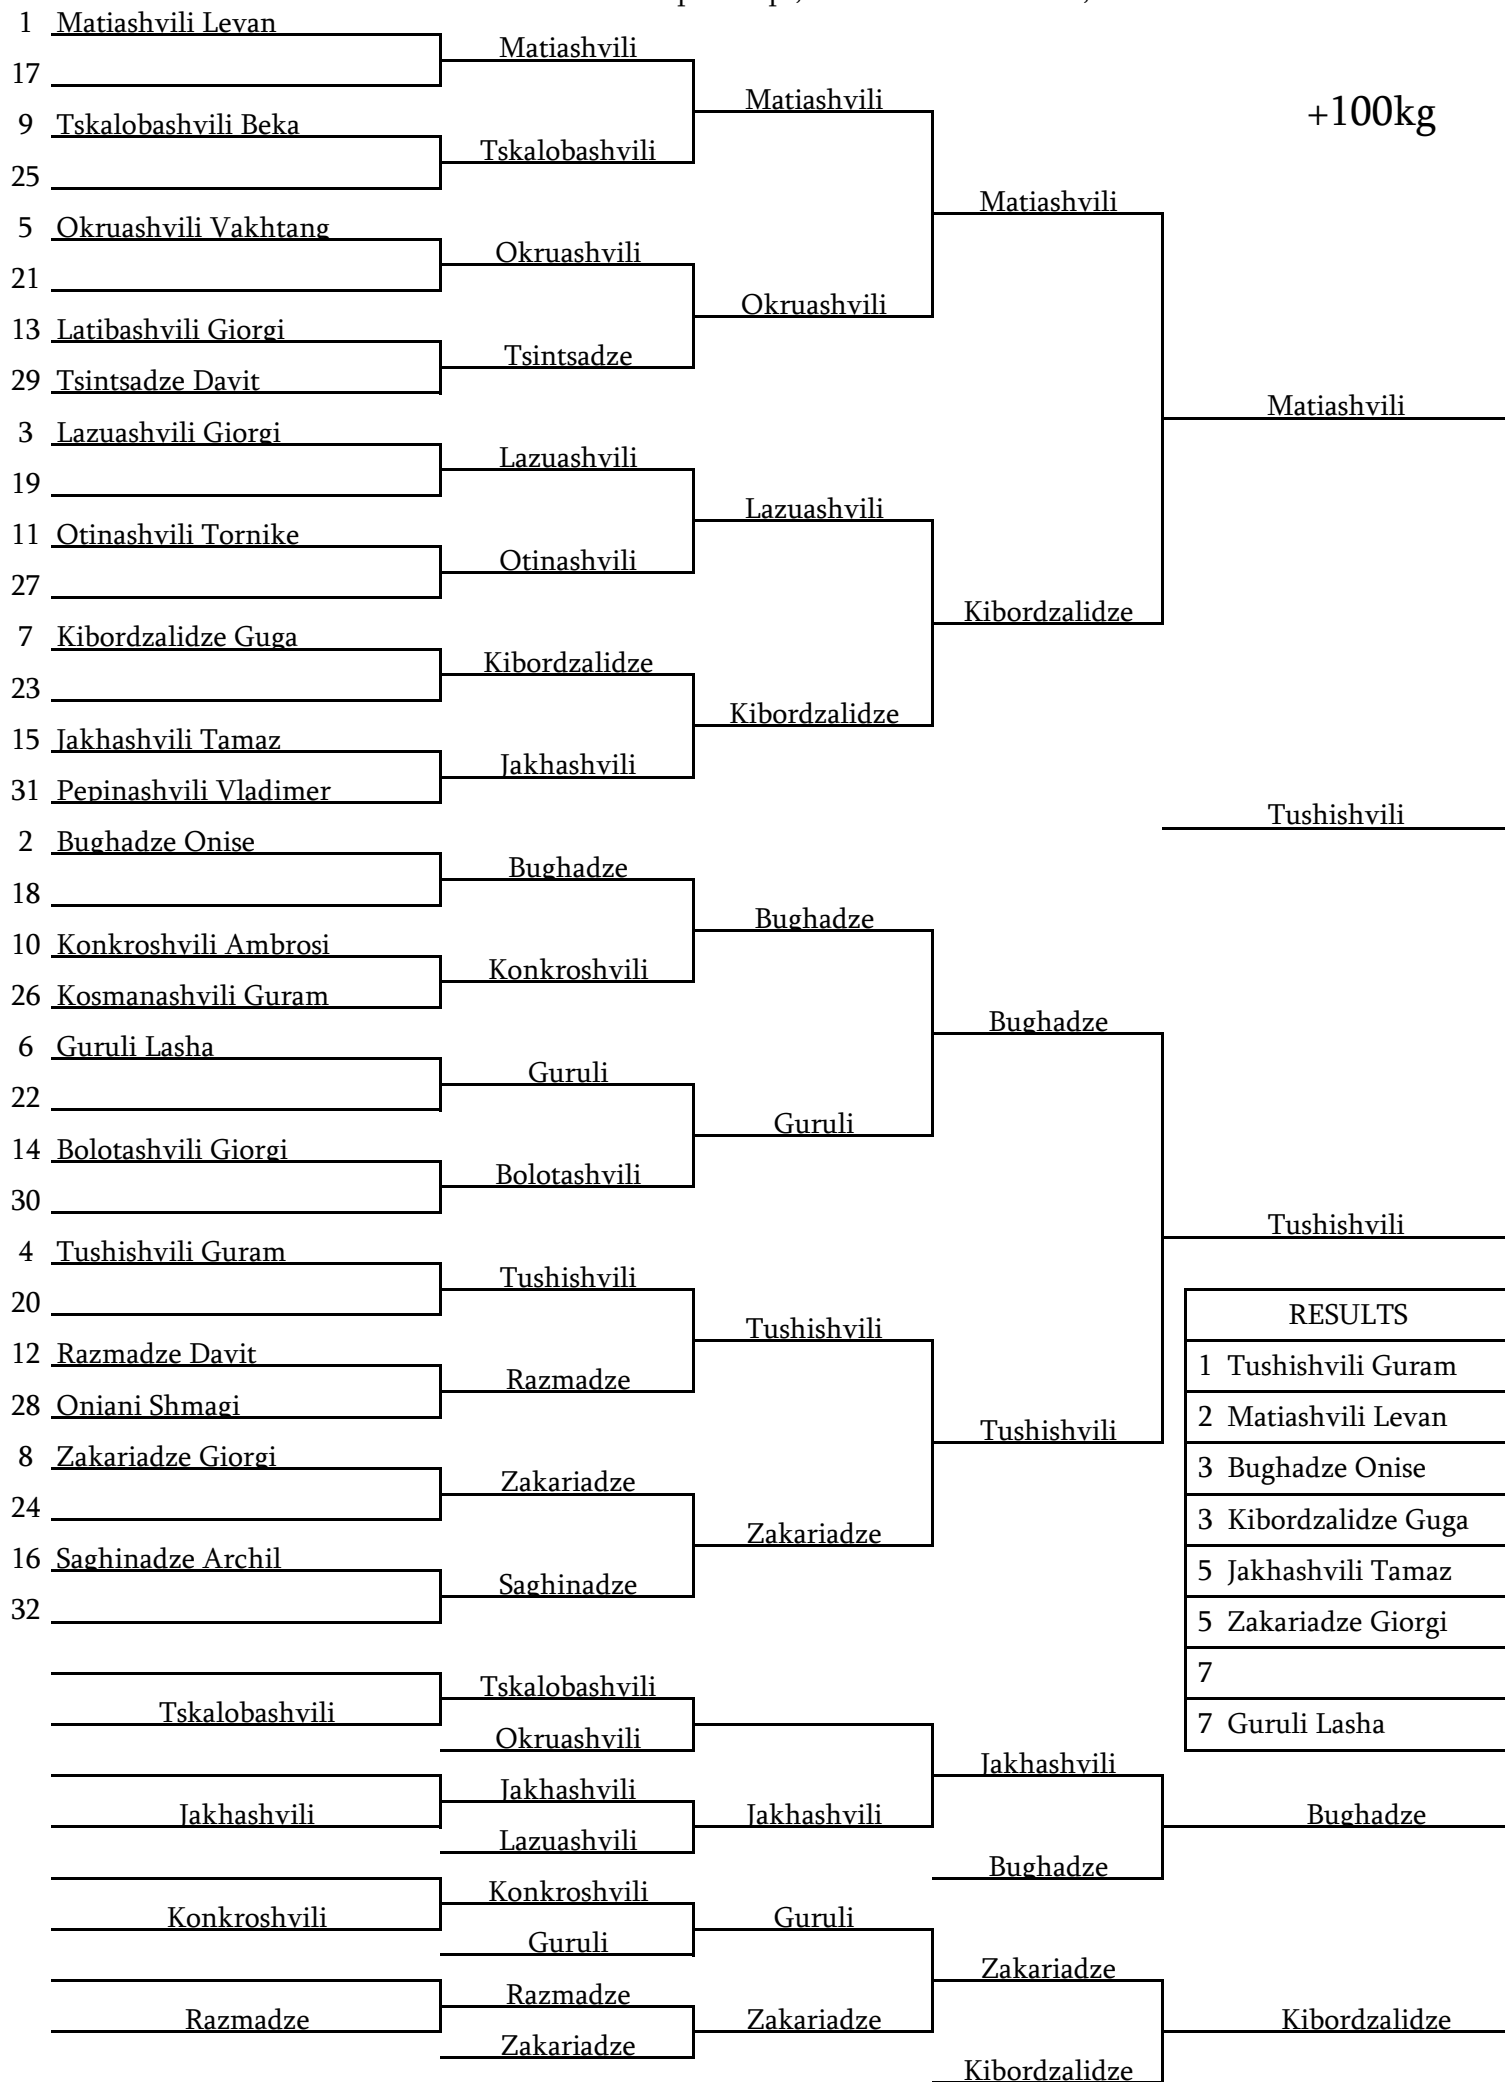 1 Matiashvili Levan
17
9 Tskalobashvili Beka
25
5 Okruashvili Vakhtang
21
13 Latibashvili Giorgi
29 Tsintsadze Davit
3 Lazuashvili Giorgi
19
11 Otinashvili Tornike
27
7 Kibordzalidze Guga
23
15 Jakhashvili Tamaz
31 Pepinashvili Vladimer
2 Bughadze Onise
18
10 Konkroshvili Ambrosi
26 Kosmanashvili Guram
6 Guruli Lasha
22
14 Bolotashvili Giorgi
30
4 Tushishvili Guram
20
12 Razmadze Davit
28 Oniani Shmagi
8 Zakariadze Giorgi
24
16 Saghinadze Archil
32
Matiashvili
Tskalobashvili
Okruashvili
Tsintsadze
Lazuashvili
Otinashvili
Kibordzalidze
Jakhashvili
Bughadze
Konkroshvili
Guruli
Bolotashvili
Tushishvili
Razmadze
Zakariadze
Saghinadze
Matiashvili
Okruashvili
Lazuashvili
Kibordzalidze
Bughadze
Guruli
Tushishvili
Zakariadze
Matiashvili
Kibordzalidze
Bughadze
Tushishvili
+100kg
Matiashvili
Tushishvili
Tushishvili
RESULTS
1 Tushishvili Guram
2 Matiashvili Levan
3 Bughadze Onise
3 Kibordzalidze Guga
5 Jakhashvili Tamaz
5 Zakariadze Giorgi
7
7 Guruli Lasha
Tskalobashvili
Jakhashvili
Konkroshvili
Razmadze
Tskalobashvili
Okruashvili
Jakhashvili
Lazuashvili
Konkroshvili
Guruli
Razmadze
Zakariadze
Jakhashvili
Guruli
Zakariadze
Jakhashvili
Bughadze
Zakariadze
Kibordzalidze
Bughadze
Kibordzalidze